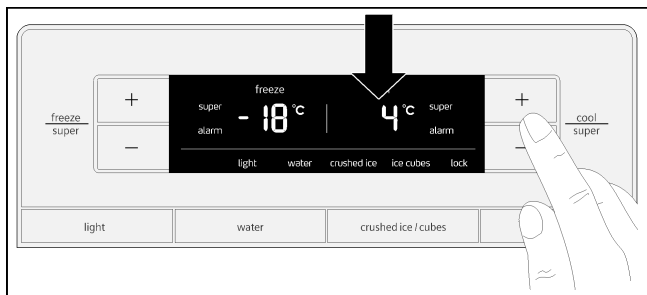 freeze
super
+
−
freeze
super
alarm
- 18 °C
4 °C
super
alarm
light water crushed ice ice cubes lock
+
−
cool
super
light water crushed ice / cubes